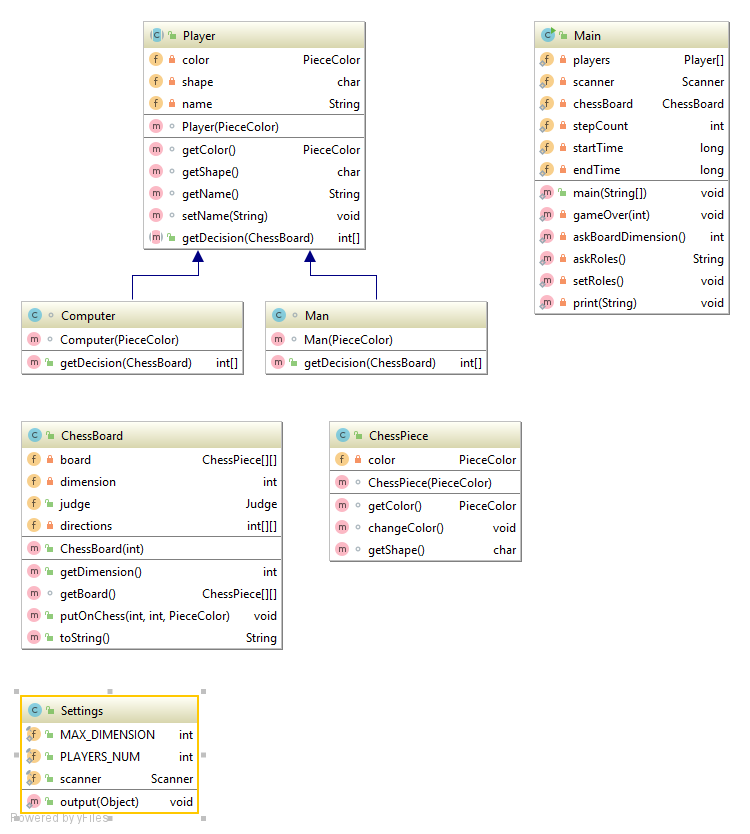 Player
color PieceColor
shape char
name String
Player(PieceColor)
getColor() PieceColor
getShape() char
getName() String
setName(String) void
getDecision(ChessBoard) int[]
Main
players Player[]
scanner Scanner
chessBoard ChessBoard
stepCount int
startTime long
endTime long
main(String[]) void
gameOver(int) void
askBoardDimension() int
askRoles() String
setRoles() void
print(String) void
Computer
Computer(PieceColor)
getDecision(ChessBoard) int[]
Man
Man(PieceColor)
getDecision(ChessBoard) int[]
ChessBoard
board ChessPiece[][]
dimension int
judge Judge
directions int[][]
ChessBoard(int)
getDimension() int
getBoard() ChessPiece[][]
putOnChess(int, int, PieceColor) void
toString() String
ChessPiece
color PieceColor
ChessPiece(PieceColor)
getColor() PieceColor
changeColor() void
getShape() char
Settings
MAX_DIMENSION int
PLAYERS_NUM int
scanner Scanner
output(Object) void
Powered by yFiles